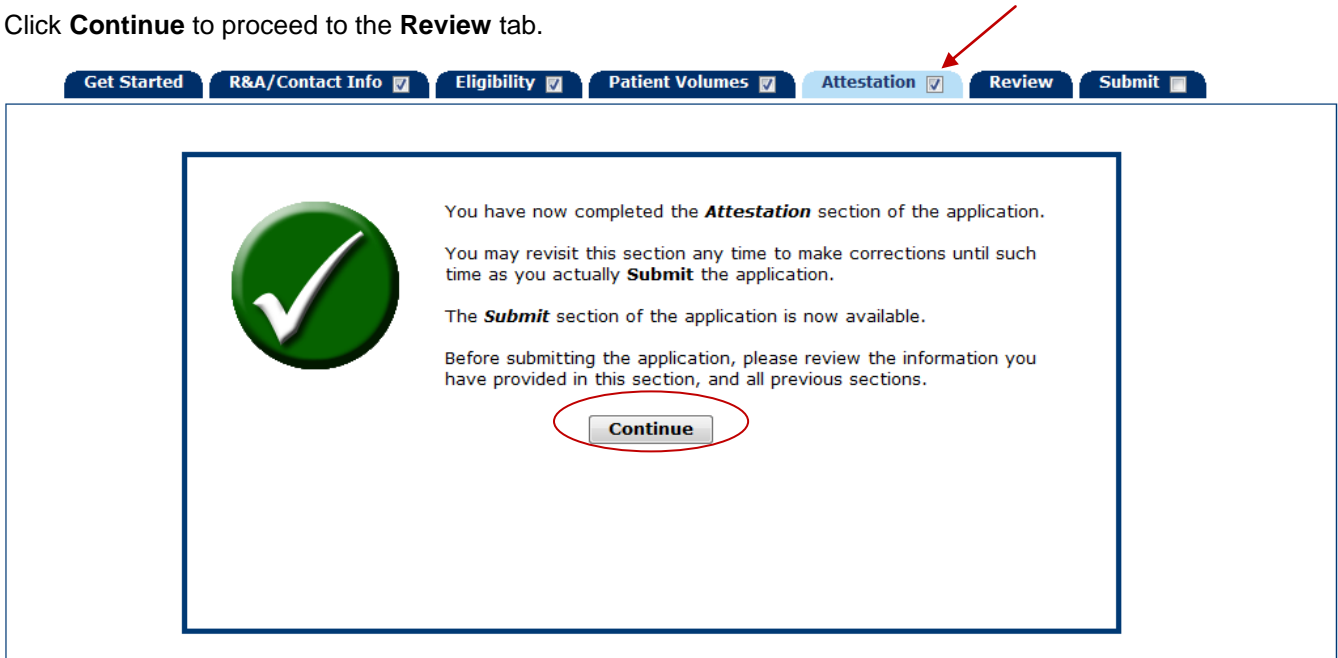 Click Continue to proceed to the Review tab.
Get Started R&A/Contact Info Eligibility Patient Volumes Attestation Review Submit
You have now completed the Attestation section of the application.
You may revisit this section any time to make corrections until such
time as you actually Submit the application.
The Submit section of the application is now available.
Before submitting the application, please review the information you
have provided in this section, and all previous sections.
Continue